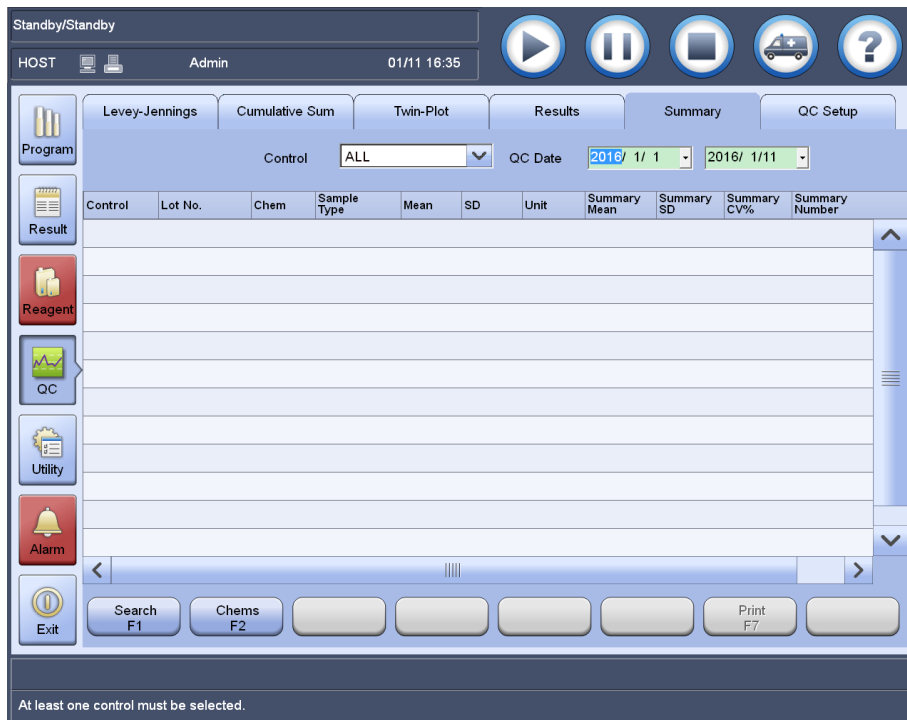 Standby/Standby
HOST Admin 01/11 16:35
Program
Result
Reagent
QC
Utility
Alarm
Exit
Levey-Jennings Cumulative Sum Twin-Plot Results Summary QC Setup
Control ALL QC Date 2016/ 1/ 1 2016/ 1/11
Control Lot No. Chem Sample Type Mean SD Unit Summary Mean Summary SD Summary CV% Summary Number
Search F1 Chems F2 Print F7
At least one control must be selected.